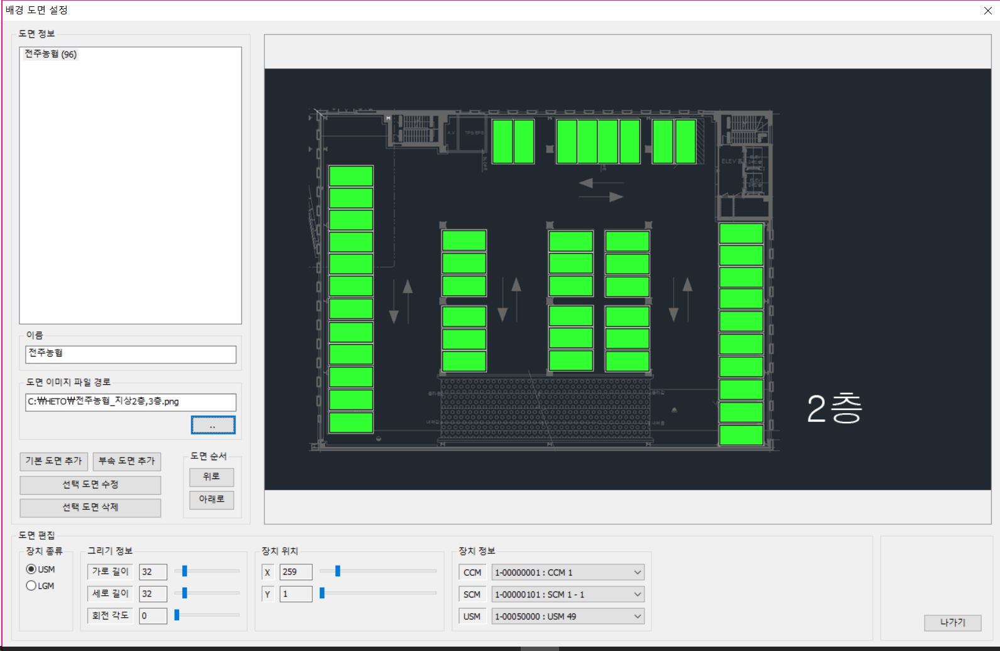 배경 도면 설정
도면 정보
전주농협 (96)
이름
전주농협
도면 이미지 파일 경로
C:₩HETO₩전주농협_지상2층,3층.png
..
기본 도면 추가
부속 도면 추가
선택 도면 수정
선택 도면 삭제
도면 순서
위로
아래로
A.V
TPS/EPS
ELEV 홀
ELEV
ELEV
2층
도면 편집
장치 종류
USM
LGM
그리기 정보
가로 길이 32
세로 길이 32
회전 각도 0
장치 위치
X 259
Y 1
장치 정보
CCM 1-00000001 : CCM 1
SCM 1-00000101 : SCM 1 - 1
USM 1-00050000 : USM 49
나가기